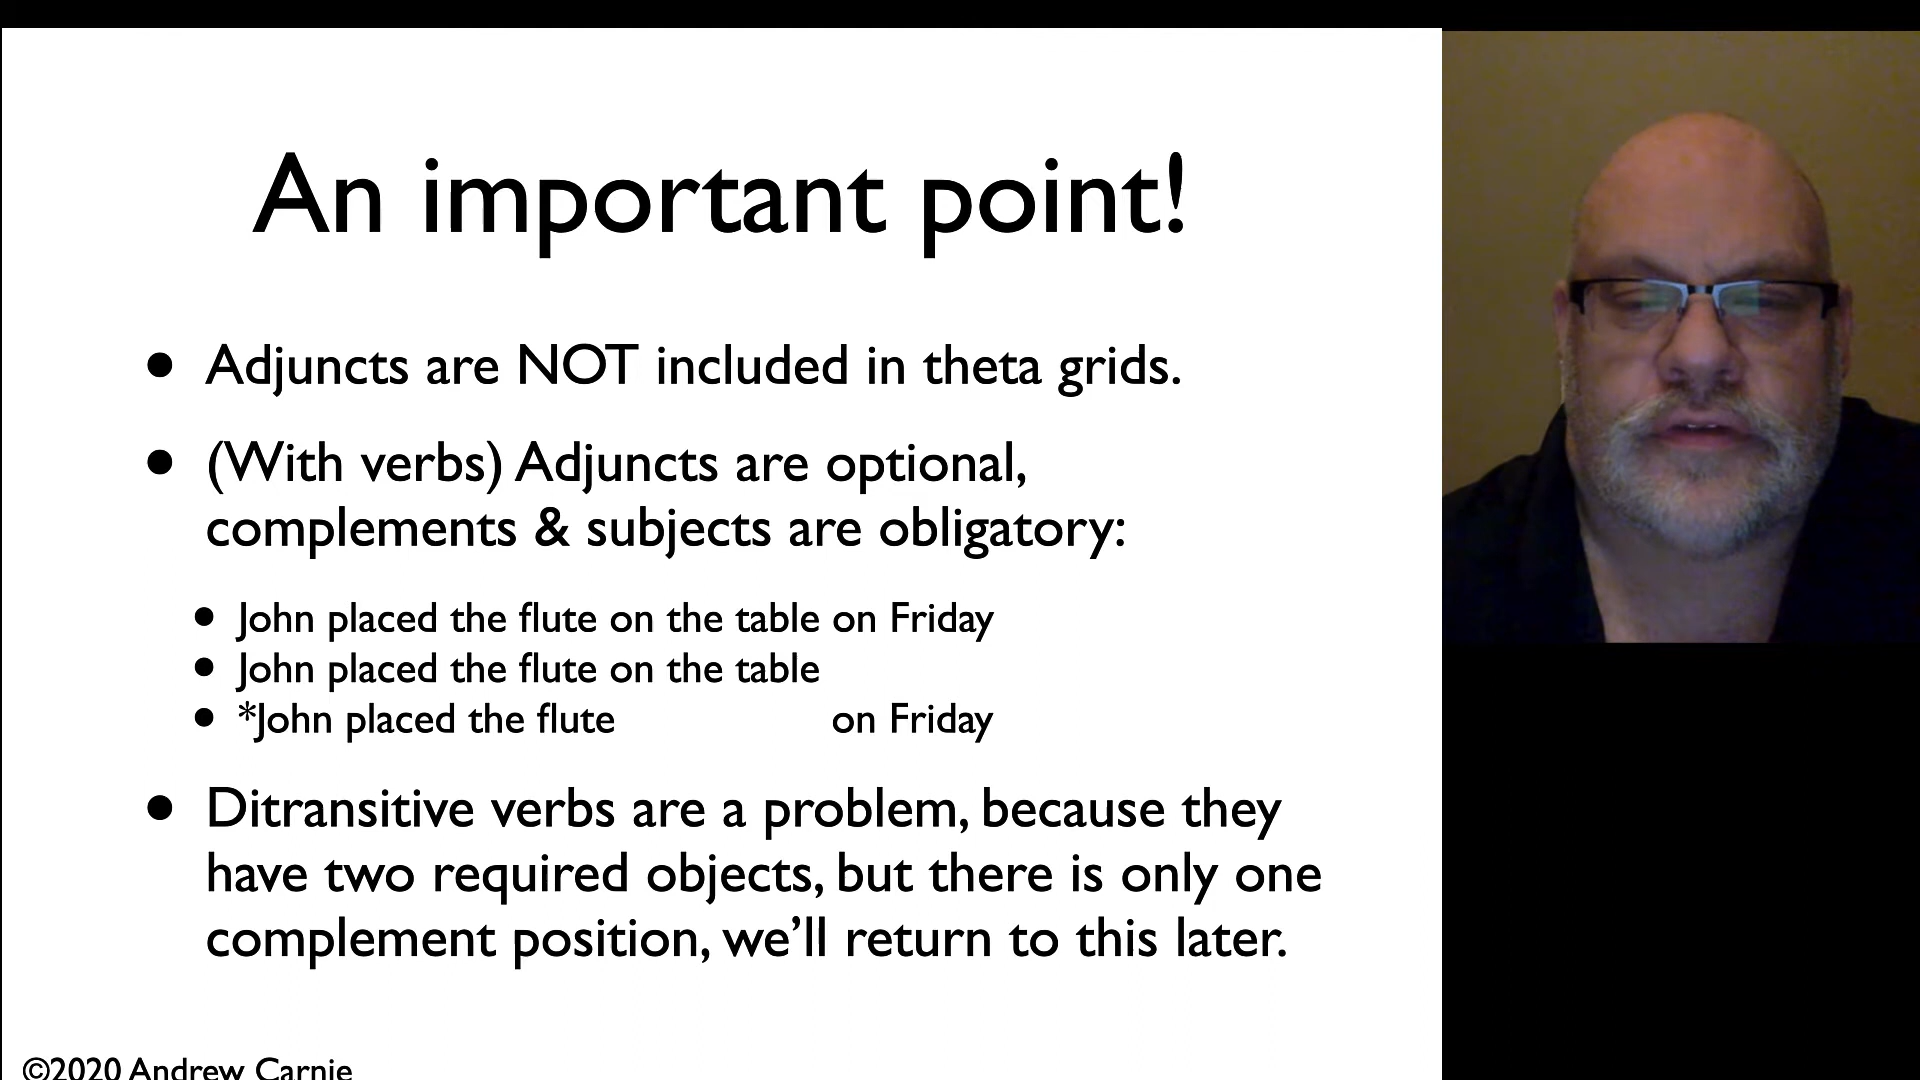 An important point!
• Adjuncts are NOT included in theta grids.
• (With verbs) Adjuncts are optional,
complements & subjects are obligatory:
• John placed the flute on the table on Friday
• John placed the flute on the table
• *John placed the flute on Friday
• Ditransitive verbs are a problem, because they
have two required objects, but there is only one
complement position, we’ll return to this later.
©2020 Andrew Carnie